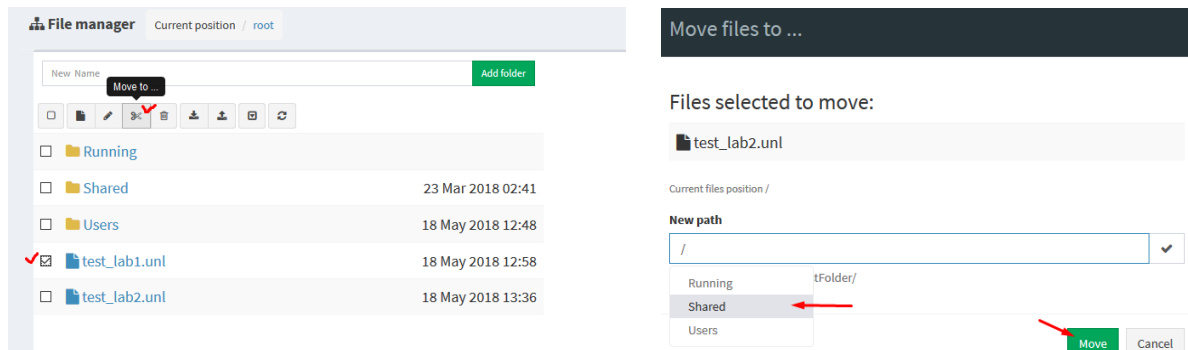 File manager Current position / root
New Name Add folder
Move to ...
Running
Shared 23 Mar 2018 02:41
Users 18 May 2018 12:48
test_lab1.unl 18 May 2018 12:58
test_lab2.unl 18 May 2018 13:36
Move files to ...
Files selected to move:
test_lab2.unl
Current files position /
New path
/
tFolder/
Running
Shared
Users
Move Cancel